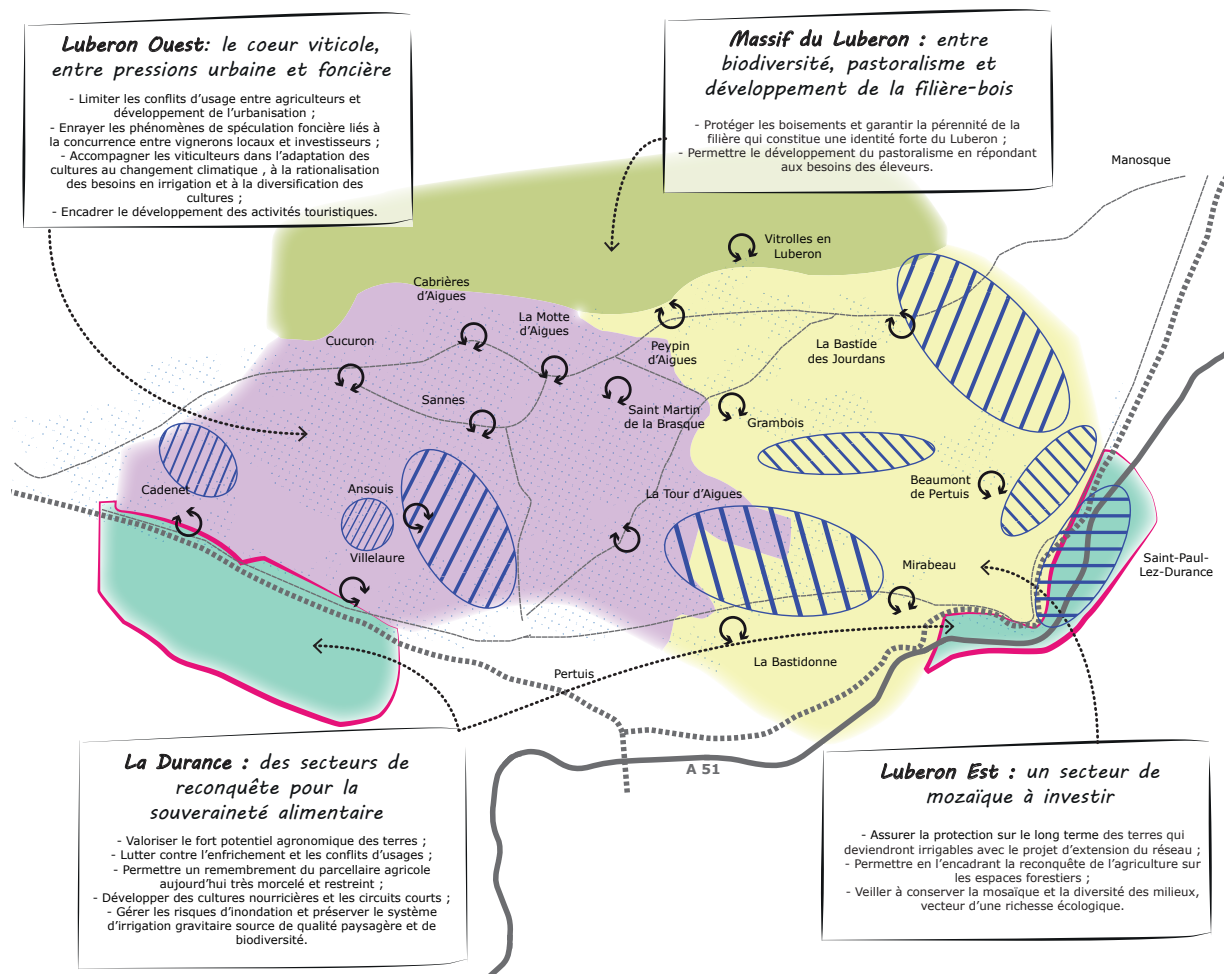 Luberon Ouest: le coeur viticole,
entre pressions urbaine et foncière
- Limiter les conflits d'usage entre agriculteurs et
développement de l'urbanisation ;
- Enrayer les phénomènes de spéculation foncière liés à
la concurrence entre vignerons locaux et investisseurs ;
- Accompagner les viticulteurs dans l'adaptation des
cultures au changement climatique , à la rationalisation
des besoins en irrigation et à la diversification des
cultures ;
- Encadrer le développement des activités touristiques.
Massif du Luberon : entre
biodiversité, pastoralisme et
développement de la filière-bois
- Protéger les boisements et garantir la pérennité de la
filière qui constitue une identité forte du Luberon ;
- Permettre le développement du pastoralisme en répondant
aux besoins des éleveurs.
Manosque
Vitrolles en
Luberon
Cabrières
d'Aigues
La Motte
d'Aigues
Cucuron
Peypin
d'Aigues
La Bastide
des Jourdans
Sannes
Saint Martin
de la Brasque
Grambois
Cadenet
Ansouis
La Tour d'Aigues
Beaumont
de Pertuis
Villelaure
Mirabeau
Saint-Paul-
Lez-Durance
La Bastidonne
Pertuis
A 51
La Durance : des secteurs de
reconquête pour la
souveraineté alimentaire
- Valoriser le fort potentiel agronomique des terres ;
- Lutter contre l'enfrichement et les conflits d'usages ;
- Permettre un remembrement du parcellaire agricole
aujourd'hui très morcelé et restreint ;
- Développer des cultures nourricières et les circuits courts ;
- Gérer les risques d'inondation et préserver le système
d'irrigation gravitaire source de qualité paysagère et de
biodiversité.
Luberon Est : un secteur de
mozaïque à investir
- Assurer la protection sur le long terme des terres qui
deviendront irrigables avec le projet d'extension du réseau ;
- Permettre en l'encadrant la reconquête de l'agriculture sur
les espaces forestiers ;
- Veiller à conserver la mosaïque et la diversité des milieux,
vecteur d'une richesse écologique.